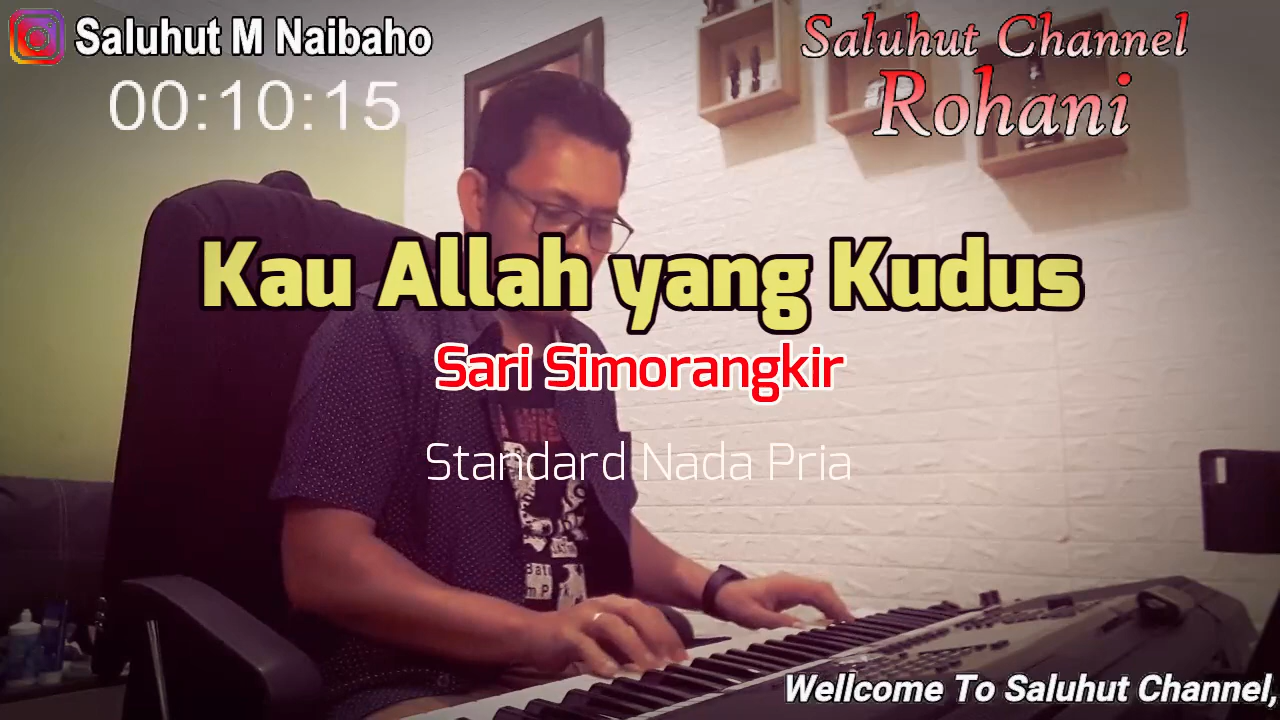 Saluhut M Naibaho
00:10:15
Saluhut Channel
Rohani
Kau Allah yang Kudus
Sari Simorangkir
Standard Nada Pria
Wellcome To Saluhut Channel,